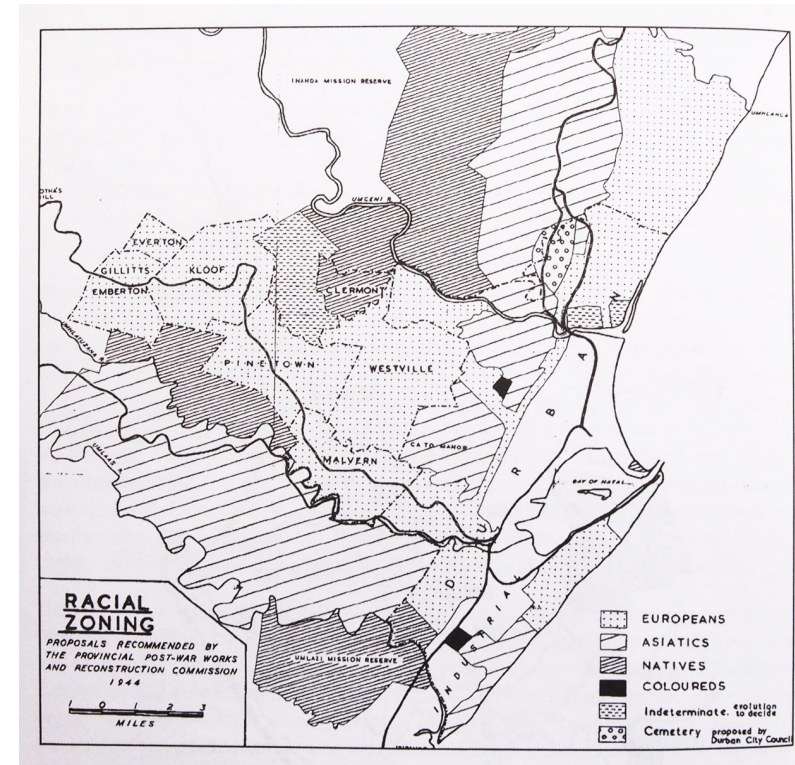 INANDA MISSION RESERVE
UMHLANGA
UMGENI R.
EVERTON
GILLITTS
KLOOF
EMBERTON
CLERMONT
PINETOWN
WESTVILLE
CATO MANOR
MALVERN
BAY OF NATAL
URBAN
INDUSTRIAL
D
UMLAZI MISSION RESERVE
RACIAL
ZONING
PROPOSALS RECOMMENDED BY
THE PROVINCIAL POST-WAR WORKS
AND RECONSTRUCTION COMMISSION
1944
1 0 1 2 3
MILES
EUROPEANS
ASIATICS
NATIVES
COLOUREDS
Indeterminate. evolution
to decide
Cemetery proposed by
Durban City Council